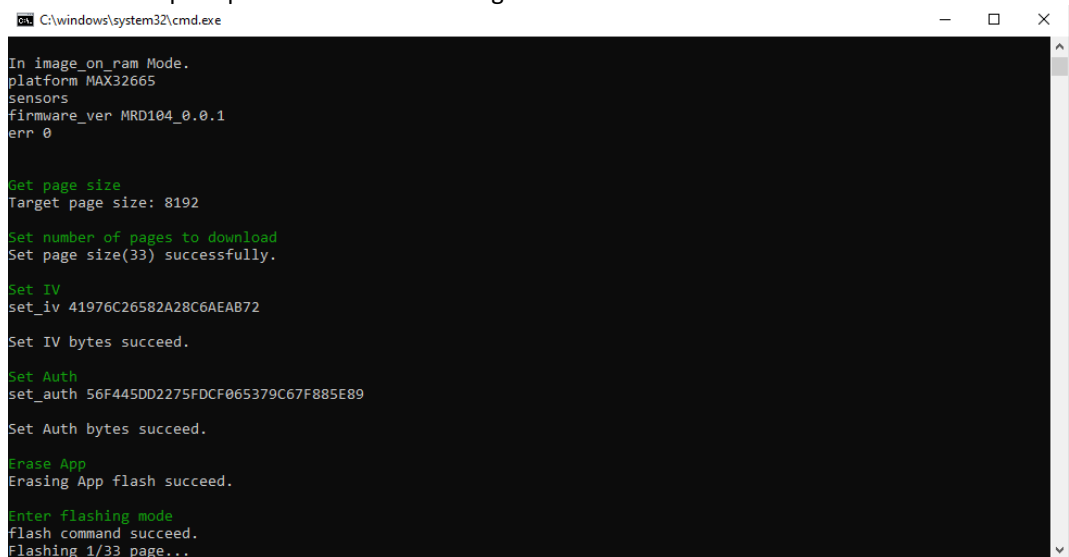 C:\windows\system32\cmd.exe
In image_on_ram Mode.
platform MAX32665
sensors
firmware_ver MRD104_0.0.1
err 0
Get page size
Target page size: 8192
Set number of pages to download
Set page size(33) successfully.
Set IV
set_iv 41976C26582A28C6AEAB72
Set IV bytes succeed.
Set Auth
set_auth 56F445DD2275FDCF065379C67F885E89
Set Auth bytes succeed.
Erase App
Erasing App flash succeed.
Enter flashing mode
flash command succeed.
Flashing 1/33 page...